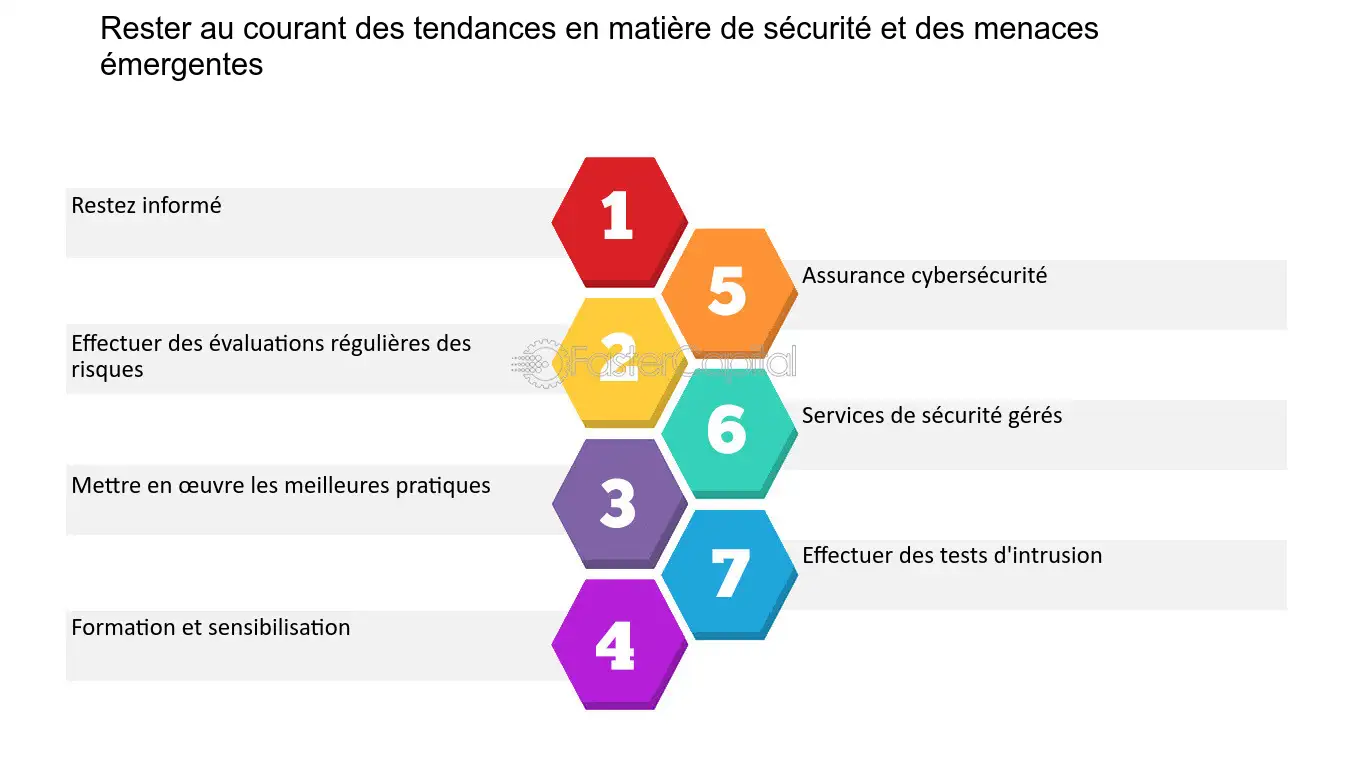 Rester au courant des tendances en matière de sécurité et des menaces
émergentes
1
Restez informé
2
Effectuer des évaluations régulières des
risques
3
Mettre en œuvre les meilleures pratiques
4
Formation et sensibilisation
5
Assurance cybersécurité
6
Services de sécurité gérés
7
Effectuer des tests d'intrusion
FasterCapital